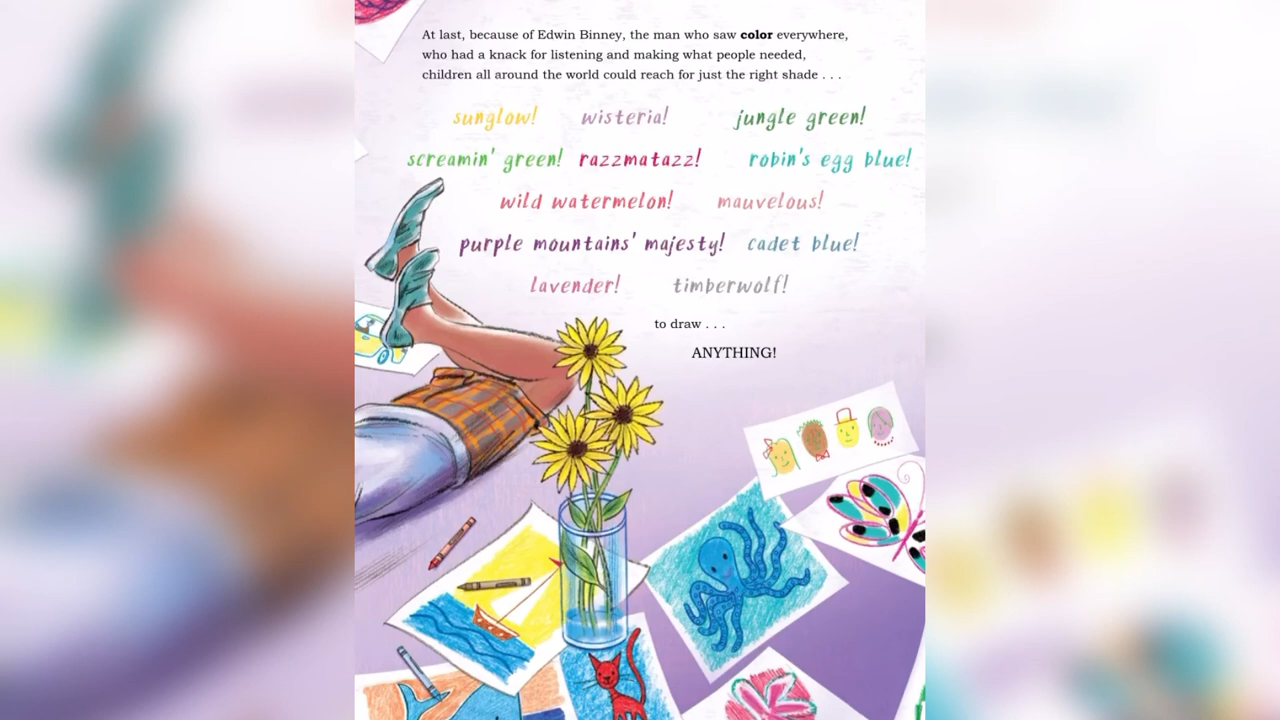 At last, because of Edwin Binney, the man who saw color everywhere,
who had a knack for listening and making what people needed,
children all around the world could reach for just the right shade . . .
sunglow! wisteria! jungle green!
screamin' green! razzmatazz! robin's egg blue!
wild watermelon! mauvelous!
purple mountains' majesty! cadet blue!
lavender! timberwolf!
to draw . . .
ANYTHING!